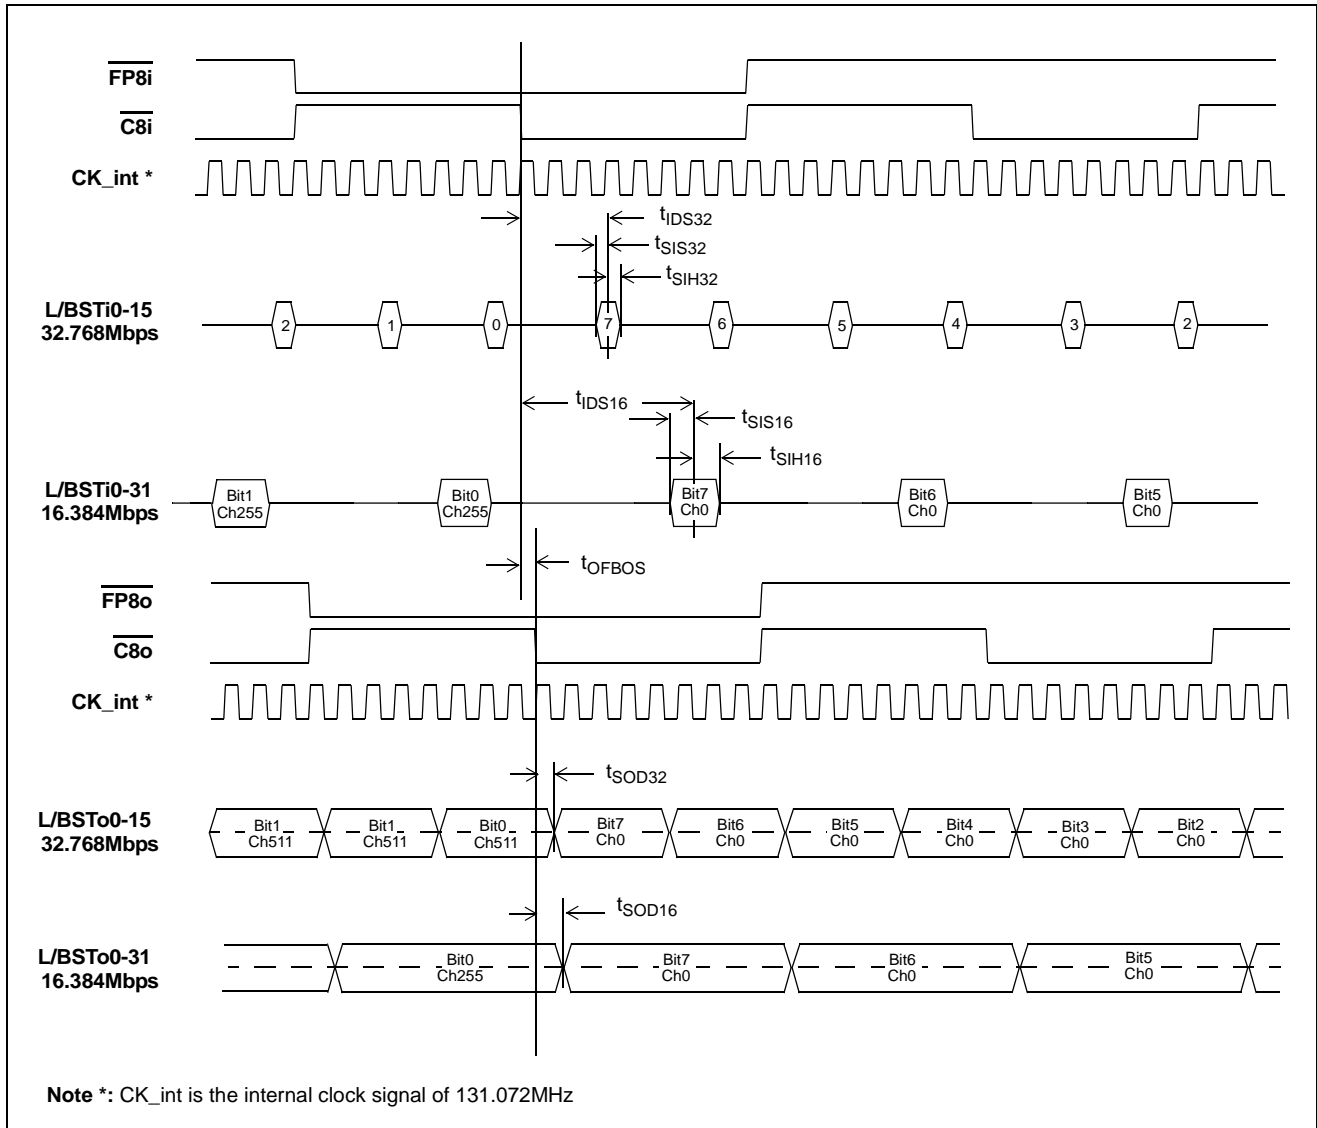 FP8i
C8i
CK_int *
tIDS32
tSIS32
tSIH32
L/BSTi0-15
32.768Mbps
2 1 0 7 6 5 4 3 2
tIDS16
tSIS16
tSIH16
L/BSTi0-31
16.384Mbps
Bit1 Ch255
Bit0 Ch255
Bit7 Ch0
Bit6 Ch0
Bit5 Ch0
tOFBOS
FP8o
C8o
CK_int *
tSOD32
L/BSTo0-15
32.768Mbps
Bit1 Ch511
Bit1 Ch511
Bit0 Ch511
Bit7 Ch0
Bit6 Ch0
Bit5 Ch0
Bit4 Ch0
Bit3 Ch0
Bit2 Ch0
tSOD16
L/BSTo0-31
16.384Mbps
Bit0 Ch255
Bit7 Ch0
Bit6 Ch0
Bit5 Ch0
Note *: CK_int is the internal clock signal of 131.072MHz